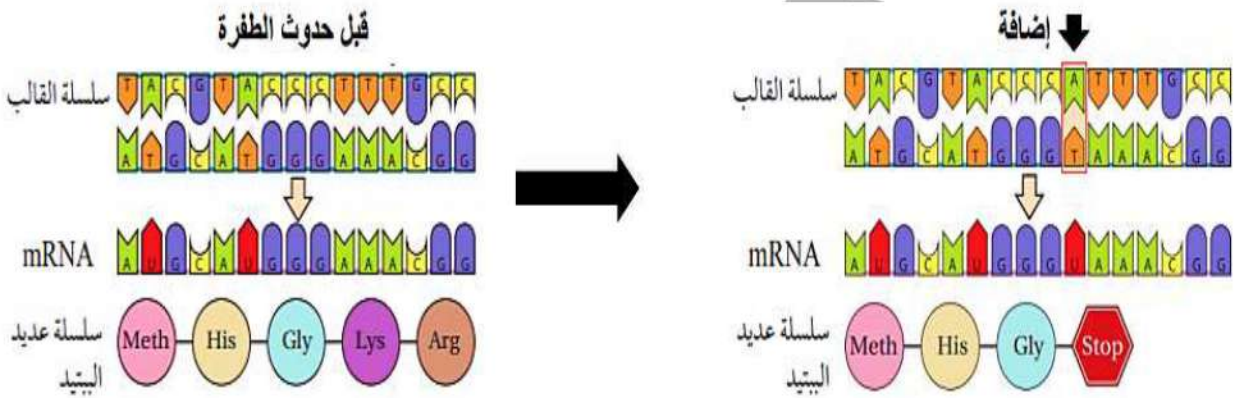 قبل حدوث الطفرة
سلسلة القالب
T A C G T A C C C T T T G C C
A T G C A T G G G A A A C G G
mRNA
A U G C A U G G G A A A C G G
سلسلة عديد
الببتيد
Meth His Gly Lys Arg
إضافة
سلسلة القالب
T A C G T A C C C A T T T G C C
A T G C A T G G G T A A A C G G
mRNA
A U G C A U G G G U A A A C G G
سلسلة عديد
الببتيد
Meth His Gly Stop